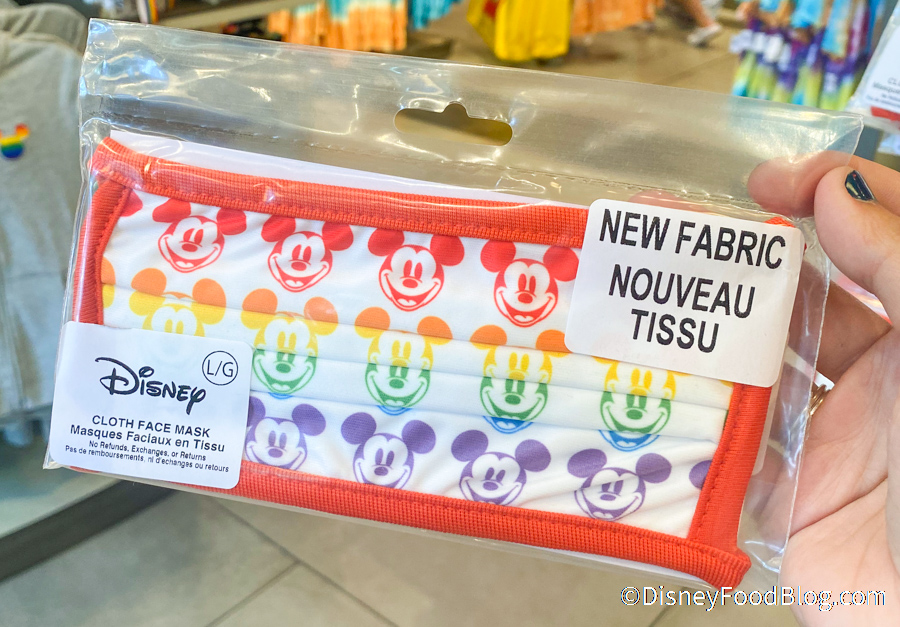 NEW FABRIC
NOUVEAU
TISSU
Disney
L/G
CLOTH FACE MASK
Masques Faciaux en Tissu
No Refunds, Exchanges, or Returns
Pas de remboursements, ni d'echanges ou retours
©DisneyFoodBlog.com